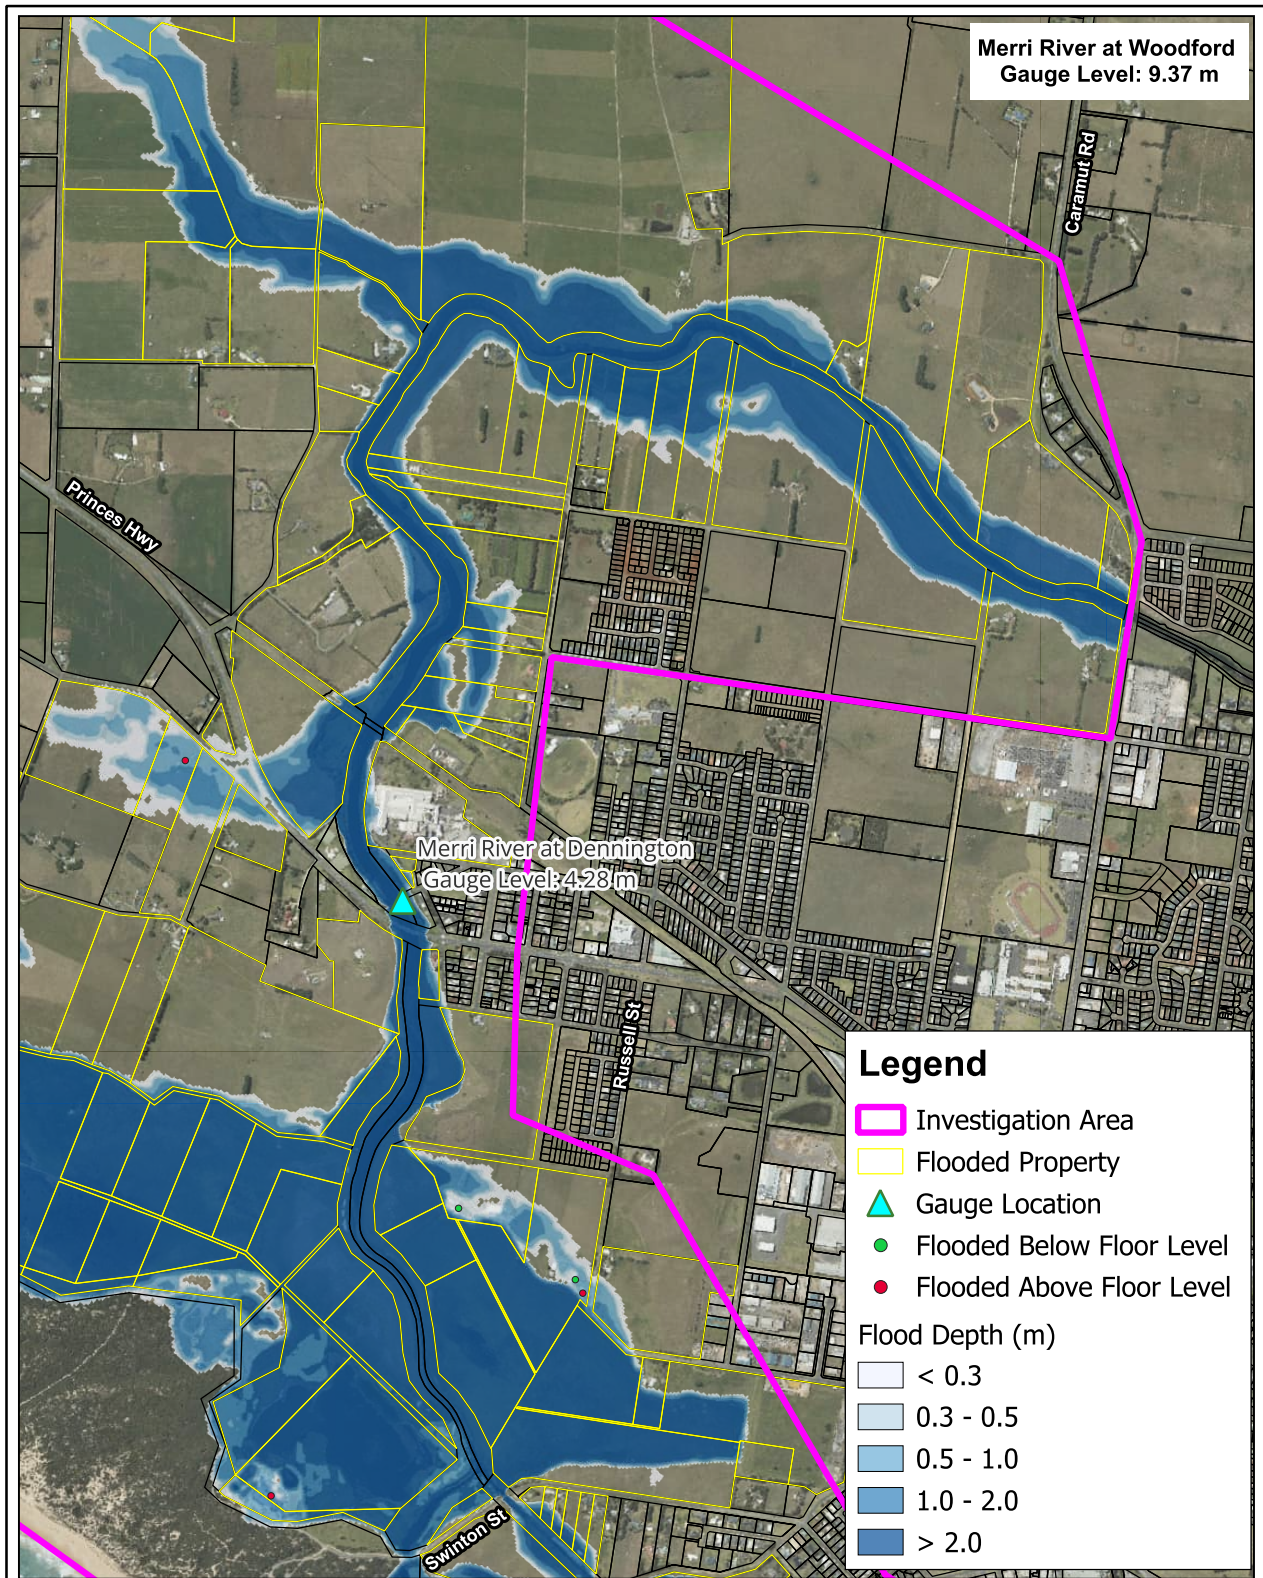 Merri River at Woodford
Gauge Level: 9.37 m
Caramut Rd
Princes Hwy
Merri River at Dennington
Gauge Level: 4.28 m
Russell St
Swinton St
Legend
Investigation Area
Flooded Property
Gauge Location
Flooded Below Floor Level
Flooded Above Floor Level
Flood Depth (m)
< 0.3
0.3 - 0.5
0.5 - 1.0
1.0 - 2.0
> 2.0